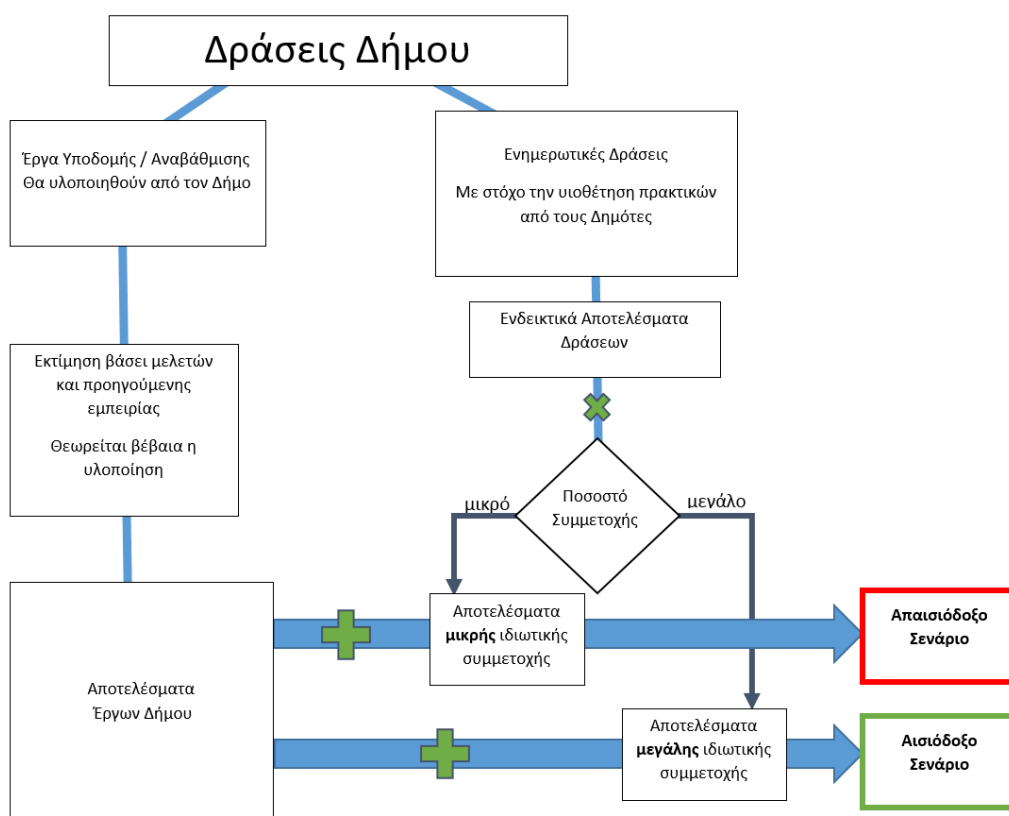 Δράσεις Δήμου
Έργα Υποδομής / Αναβάθμισης
Θα υλοποιηθούν από τον Δήμο
Ενημερωτικές Δράσεις
Με στόχο την υιοθέτηση πρακτικών
από τους Δημότες
Ενδεικτικά Αποτελέσματα
Δράσεων
Εκτίμηση βάσει μελετών
και προηγούμενης
εμπειρίας
Θεωρείται βέβαια η
υλοποίηση
μικρό
Ποσοστό
Συμμετοχής
μεγάλο
Αποτελέσματα
μικρής ιδιωτικής
συμμετοχής
Απαισιόδοξο
Σενάριο
Αποτελέσματα
Έργων Δήμου
Αποτελέσματα
μεγάλης ιδιωτικής
συμμετοχής
Αισιόδοξο
Σενάριο